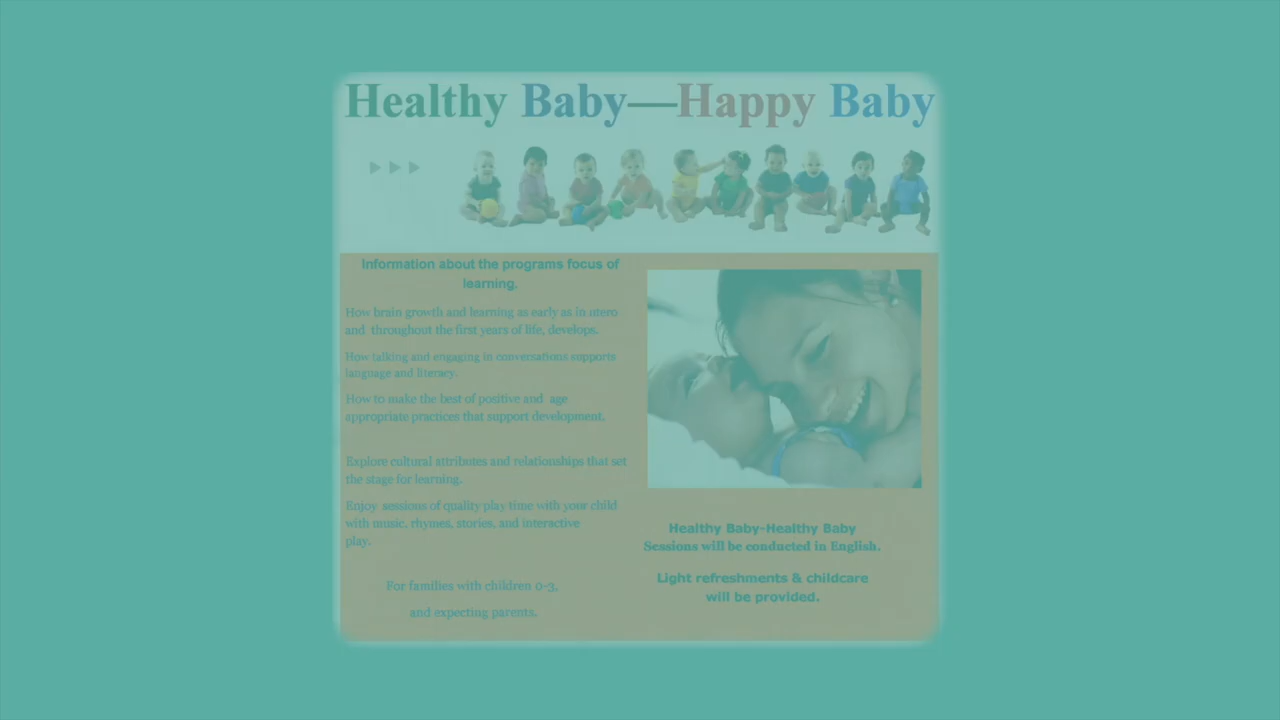 Healthy Baby—Happy Baby
Information about the programs focus of
learning.
How brain growth and learning as early as in utero
and throughout the first years of life, develops.
How talking and engaging in conversations supports
language and literacy.
How to make the best of positive and age
appropriate practices that support development.
Explore cultural attributes and relationships that set
the stage for learning.
Enjoy sessions of quality play time with your child
with music, rhymes, stories, and interactive
play.
For families with children 0-3,
and expecting parents.
Healthy Baby-Healthy Baby
Sessions will be conducted in English.
Light refreshments & childcare
will be provided.